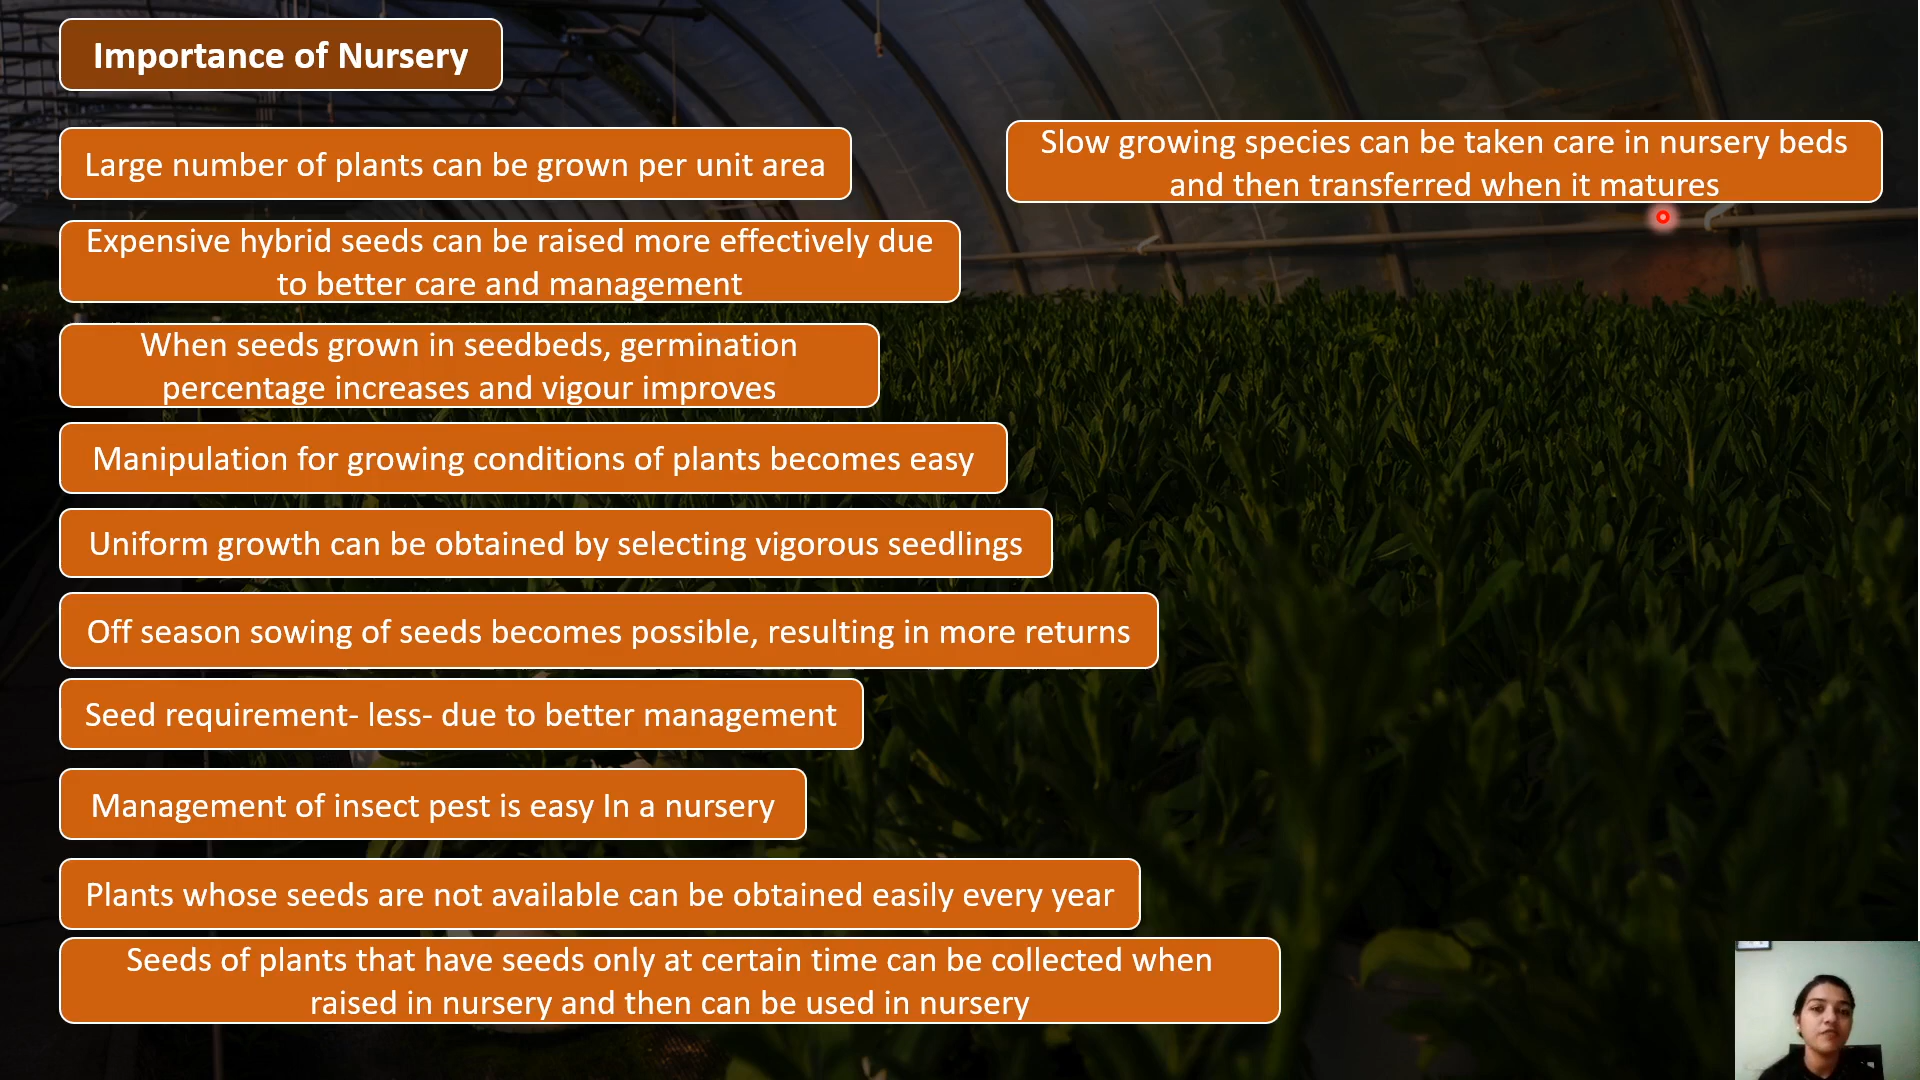 Importance of Nursery
Large number of plants can be grown per unit area
Expensive hybrid seeds can be raised more effectively due
to better care and management
When seeds grown in seedbeds, germination
percentage increases and vigour improves
Manipulation for growing conditions of plants becomes easy
Uniform growth can be obtained by selecting vigorous seedlings
Off season sowing of seeds becomes possible, resulting in more returns
Seed requirement- less- due to better management
Management of insect pest is easy In a nursery
Plants whose seeds are not available can be obtained easily every year
Seeds of plants that have seeds only at certain time can be collected when
raised in nursery and then can be used in nursery
Slow growing species can be taken care in nursery beds
and then transferred when it matures